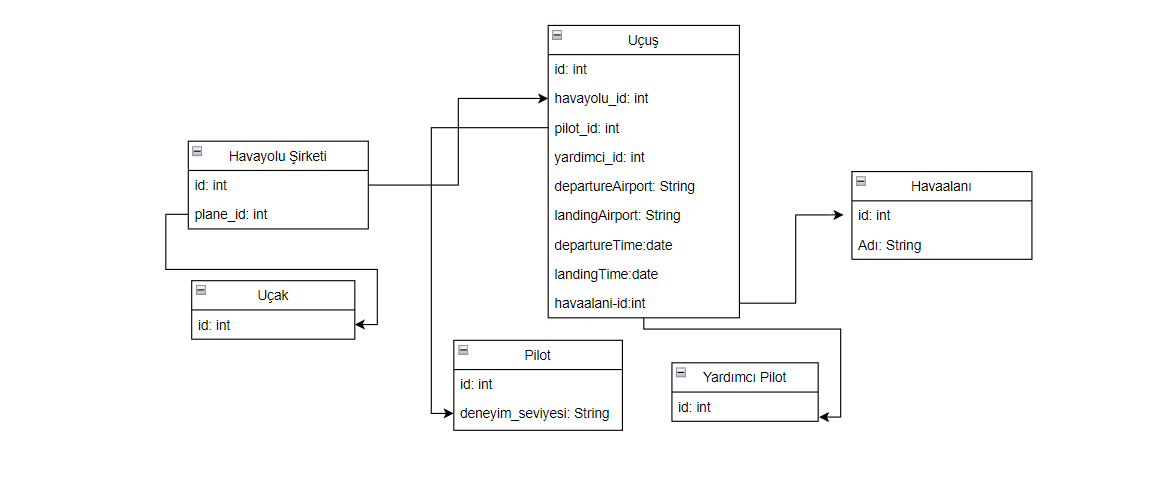 Uçuş
id: int
havayolu_id: int
pilot_id: int
yardimci_id: int
departureAirport: String
landingAirport: String
departureTime:date
landingTime:date
havaalani-id:int
Havayolu Şirketi
id: int
plane_id: int
Havaalanı
id: int
Adı: String
Uçak
id: int
Pilot
id: int
deneyim_seviyesi: String
Yardımcı Pilot
id: int